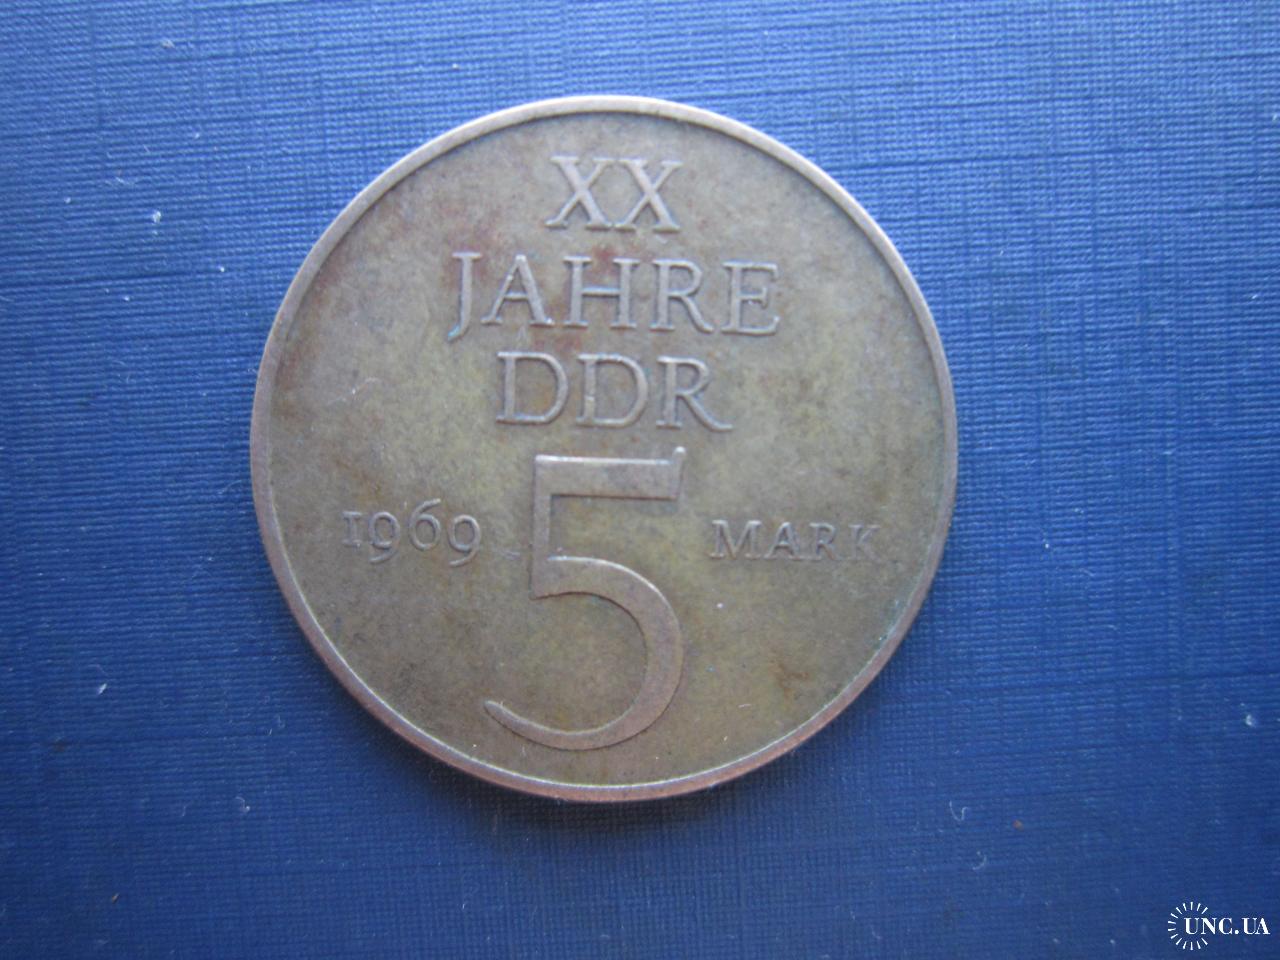 XX
JAHRE
DDR
1969 5 MARK
UNC.UA